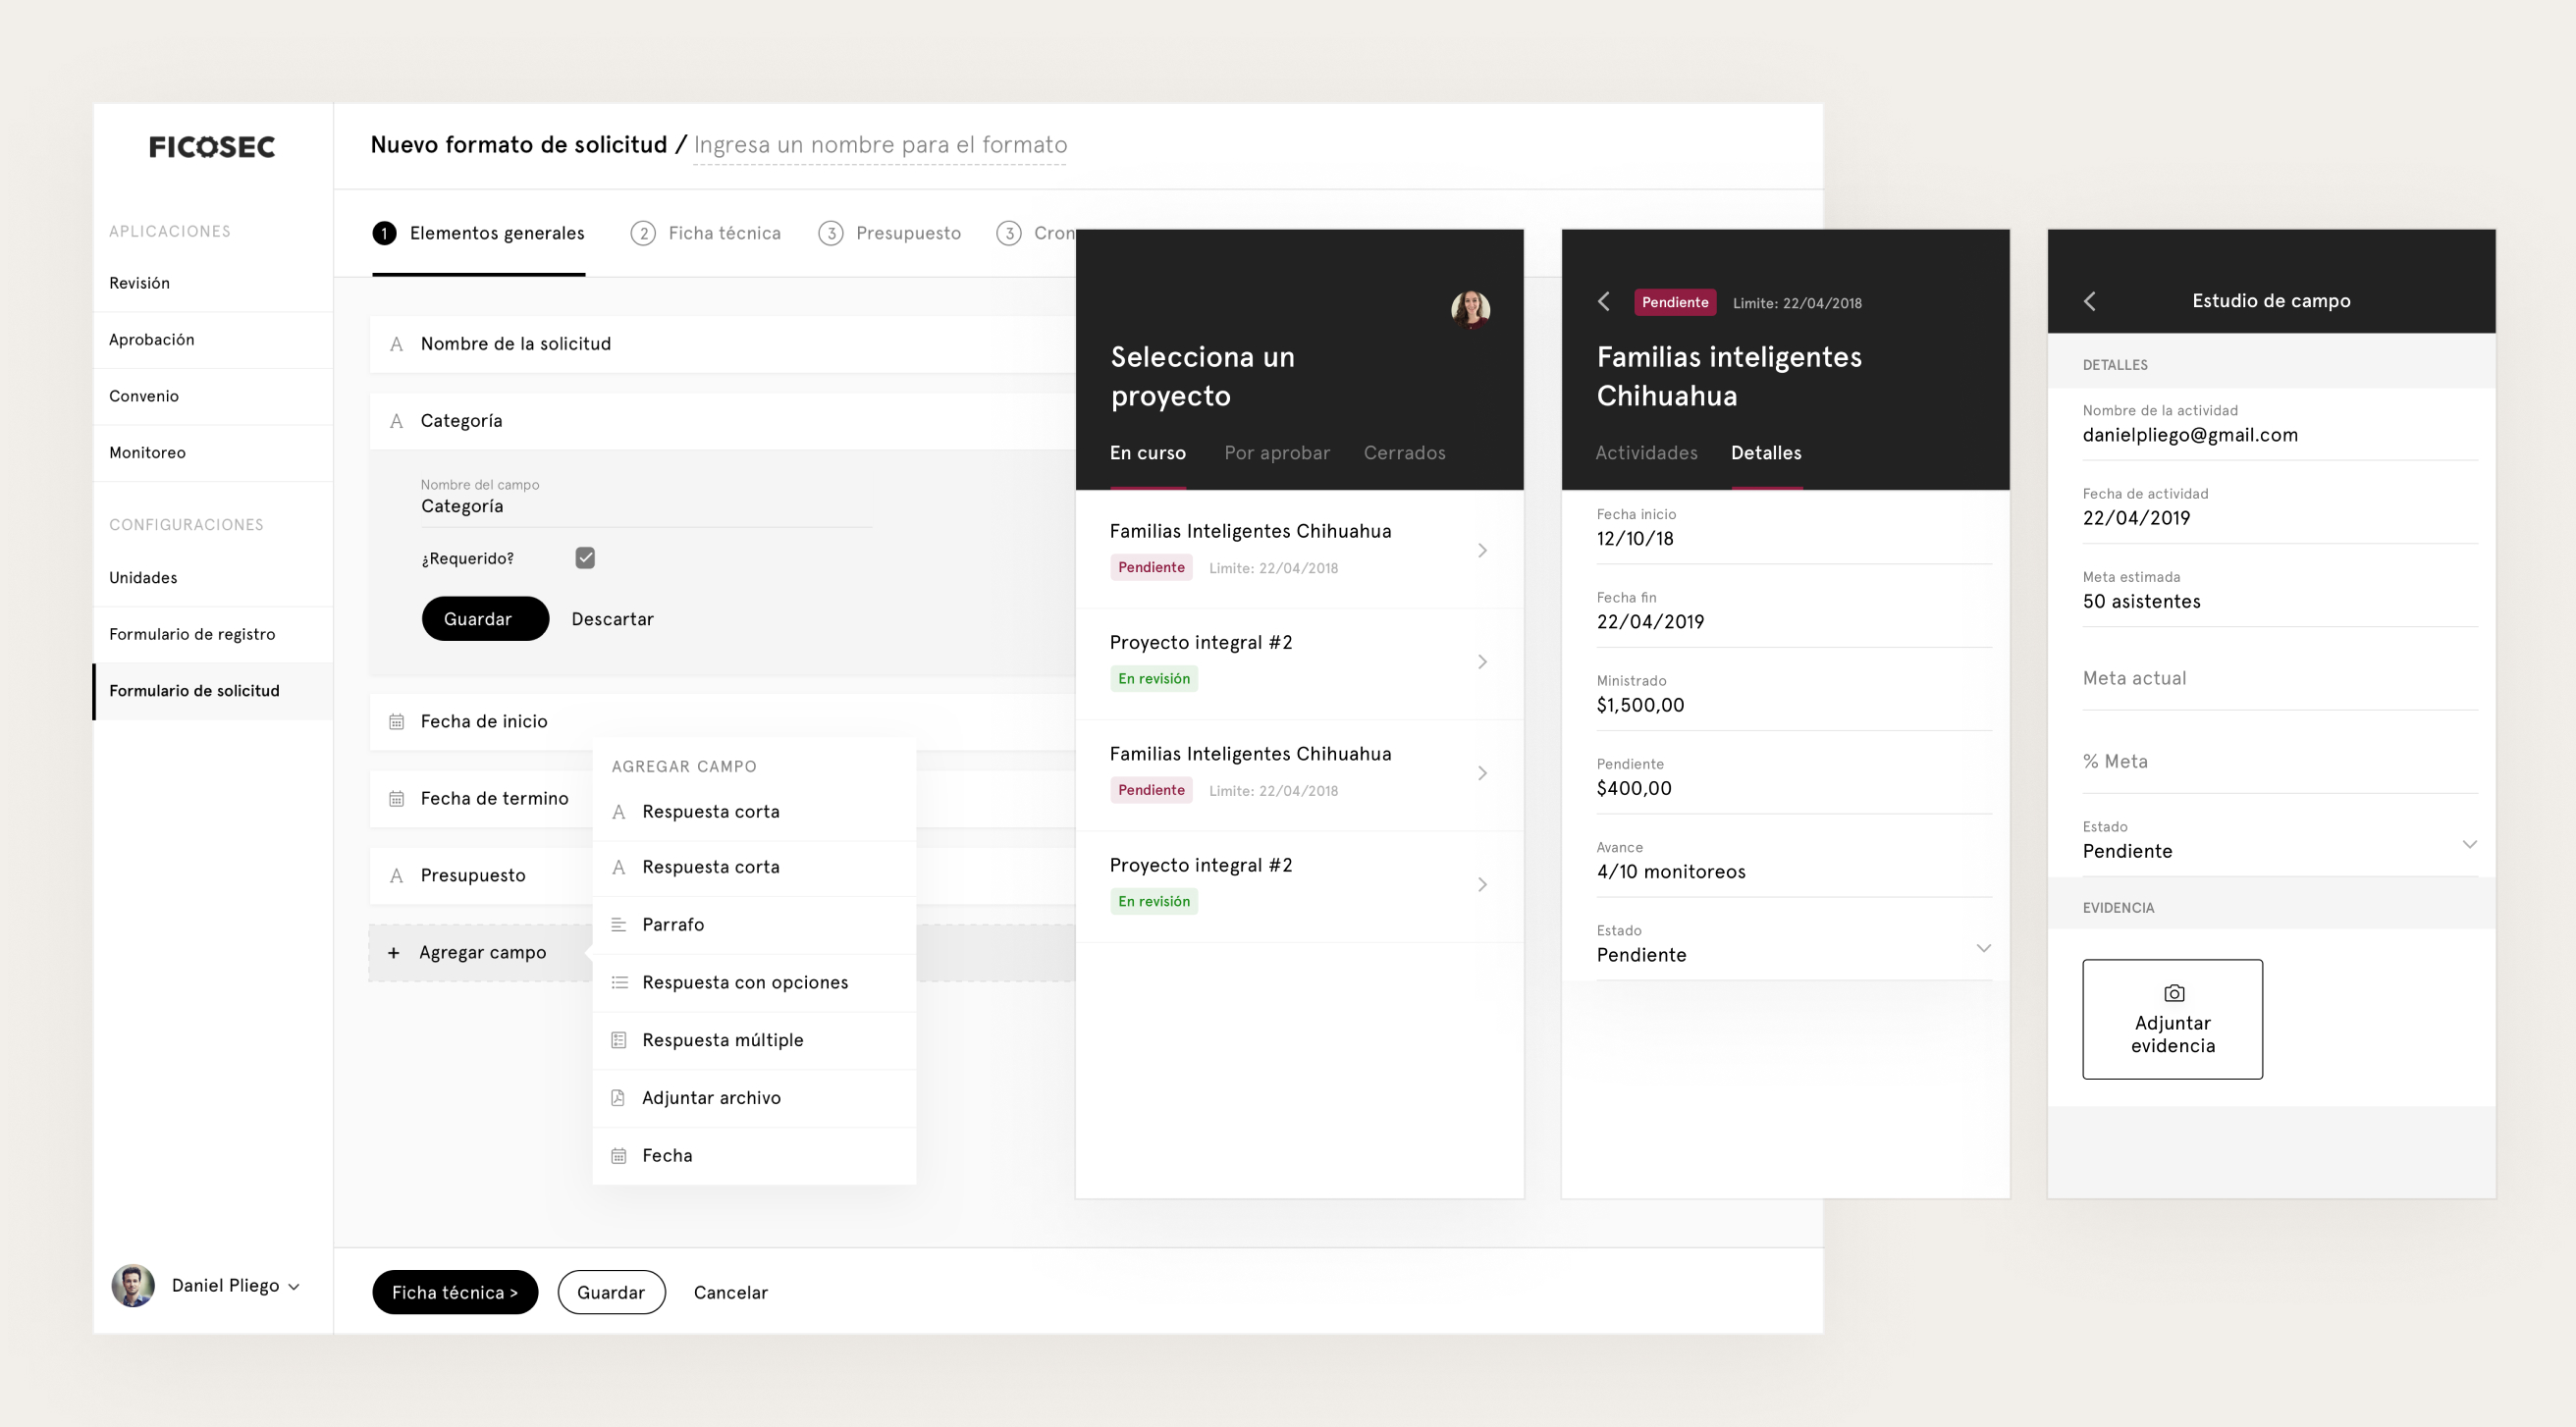 FICOSEC
APLICACIONES
Revisión
Aprobación
Convenio
Monitoreo
CONFIGURACIONES
Unidades
Formulario de registro
Formulario de solicitud
Daniel Pliego
Nuevo formato de solicitud / Ingresa un nombre para el formato
1 Elementos generales
2 Ficha técnica
3 Presupuesto
3 Cron
A Nombre de la solicitud
A Categoría
Nombre del campo
Categoría
¿Requerido?
Guardar
Descartar
Fecha de inicio
Fecha de termino
A Presupuesto
+ Agregar campo
AGREGAR CAMPO
A Respuesta corta
A Respuesta corta
Parrafo
Respuesta con opciones
Respuesta múltiple
Adjuntar archivo
Fecha
Ficha técnica >
Guardar
Cancelar
Selecciona un
proyecto
En curso
Por aprobar
Cerrados
Familias Inteligentes Chihuahua
Pendiente
Limite: 22/04/2018
Proyecto integral #2
En revisión
Familias Inteligentes Chihuahua
Pendiente
Limite: 22/04/2018
Proyecto integral #2
En revisión
Pendiente
Limite: 22/04/2018
Familias inteligentes
Chihuahua
Actividades
Detalles
Fecha inicio
12/10/18
Fecha fin
22/04/2019
Ministrado
$1,500,00
Pendiente
$400,00
Avance
4/10 monitoreos
Estado
Pendiente
Estudio de campo
DETALLES
Nombre de la actividad
danielpliego@gmail.com
Fecha de actividad
22/04/2019
Meta estimada
50 asistentes
Meta actual
% Meta
Estado
Pendiente
EVIDENCIA
Adjuntar
evidencia